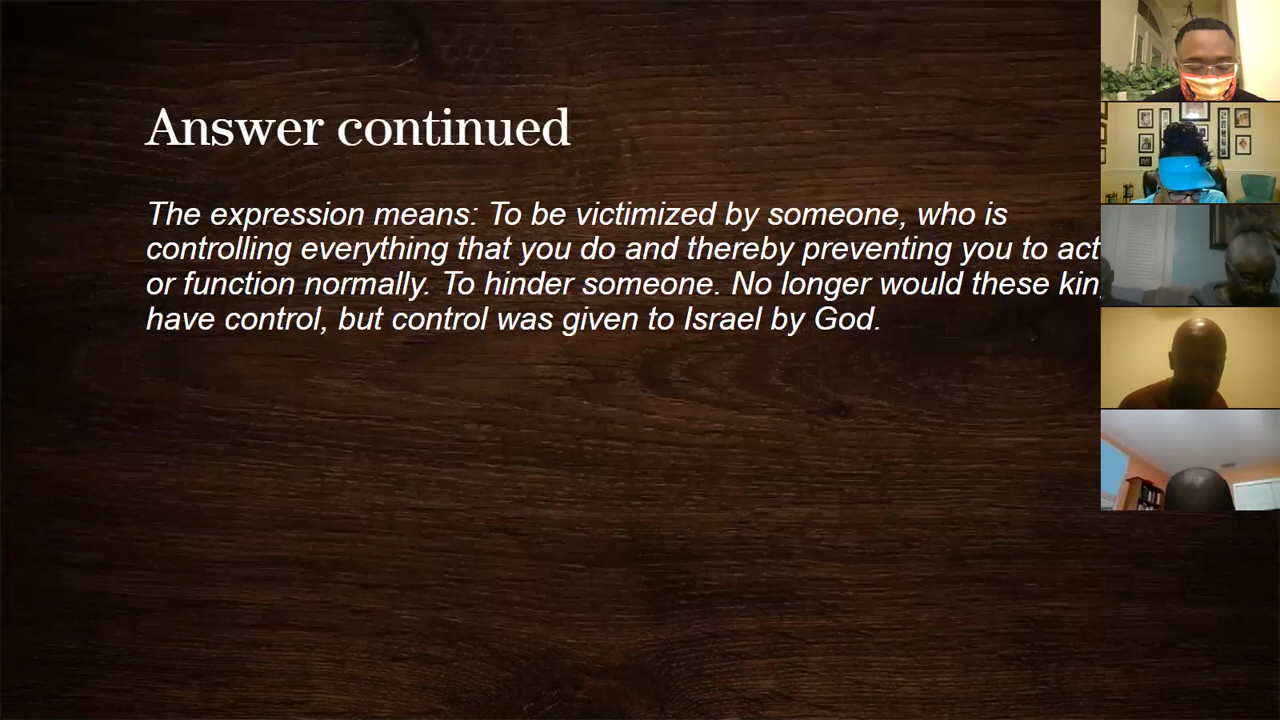 Answer continued
The expression means: To be victimized by someone, who is
controlling everything that you do and thereby preventing you to act
or function normally. To hinder someone. No longer would these
have control, but control was given to Israel by God.